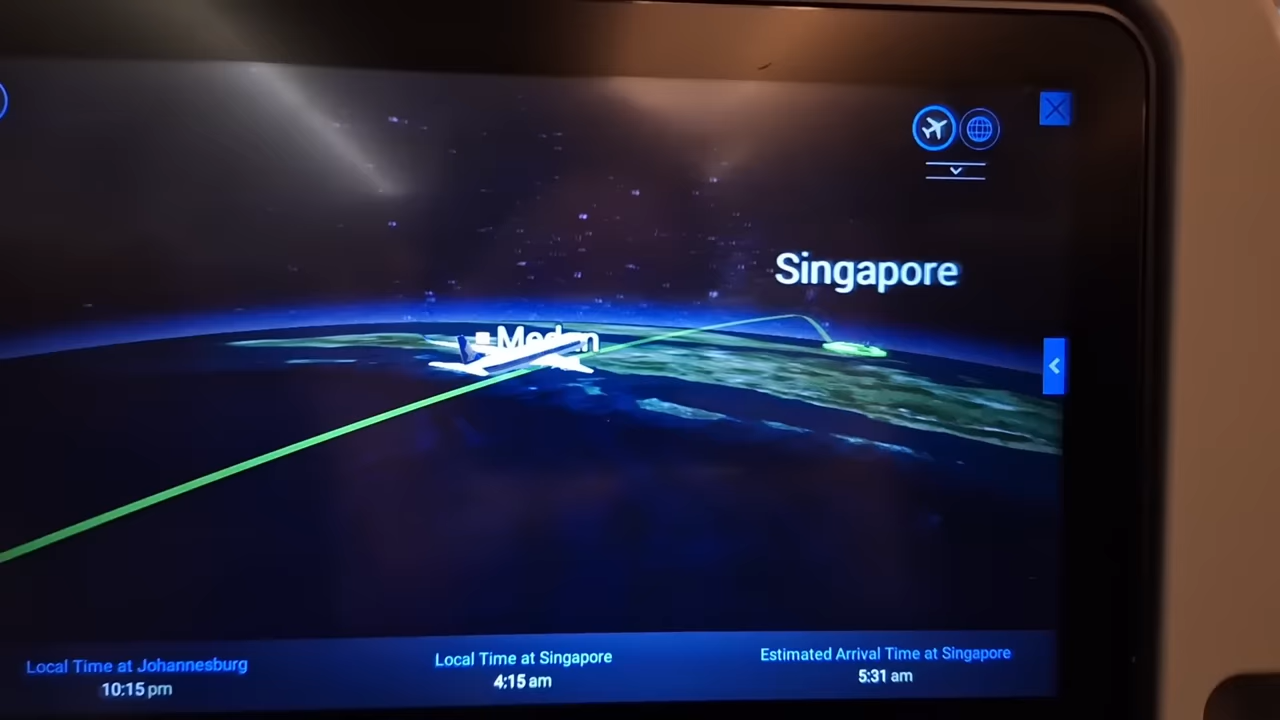 Singapore
Local Time at Johannesburg
10:15 pm
Local Time at Singapore
4:15 am
Estimated Arrival Time at Singapore
5:31 am